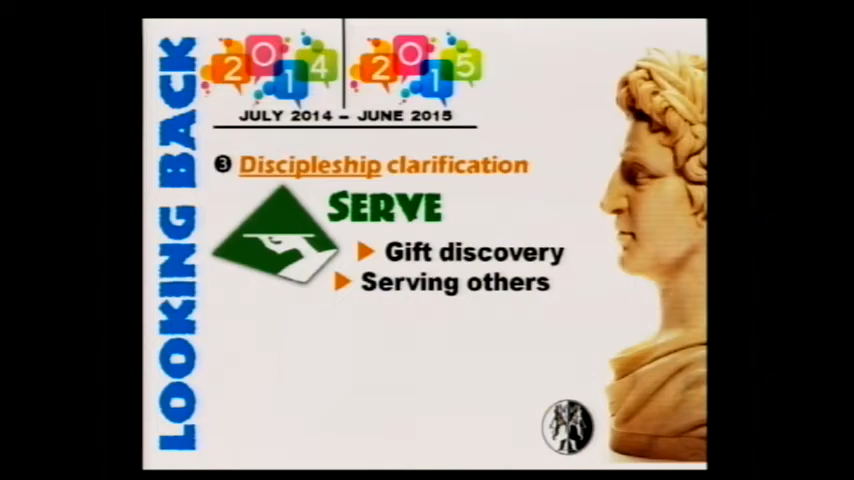 LOOKING BACK
2014
2015
JULY 2014 – JUNE 2015
❸ Discipleship clarification
SERVE
Gift discovery
Serving others